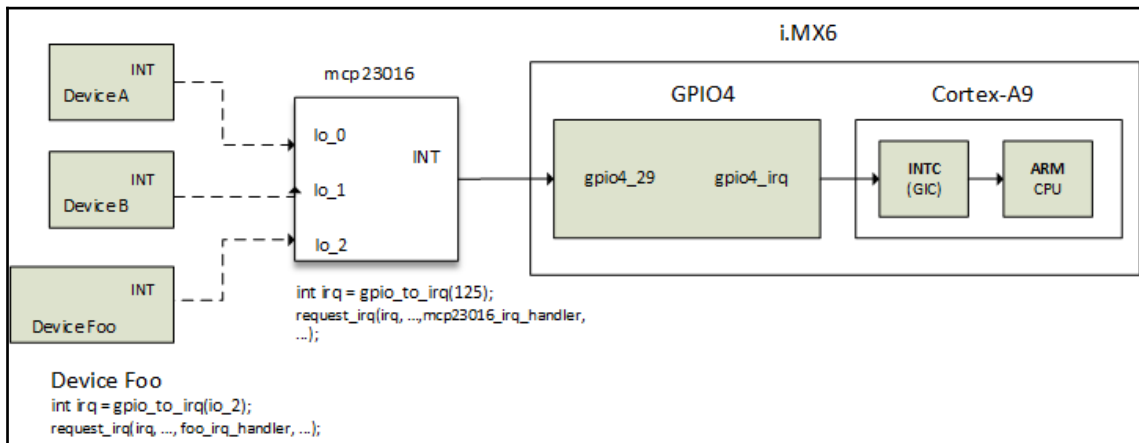 i.MX6
INT
Device A
mcp23016
GPIO4
Cortex-A9
Io_0
INT
INT
Device B
Io_1
gpio4_29
gpio4_irq
INTC
(GIC)
ARM
CPU
Io_2
INT
Device Foo
int irq = gpio_to_irq(125);
request_irq(irq, ...,mcp23016_irq_handler,
...);
Device Foo
int irq = gpio_to_irq(io_2);
request_irq(irq, ..., foo_irq_handler, ...);